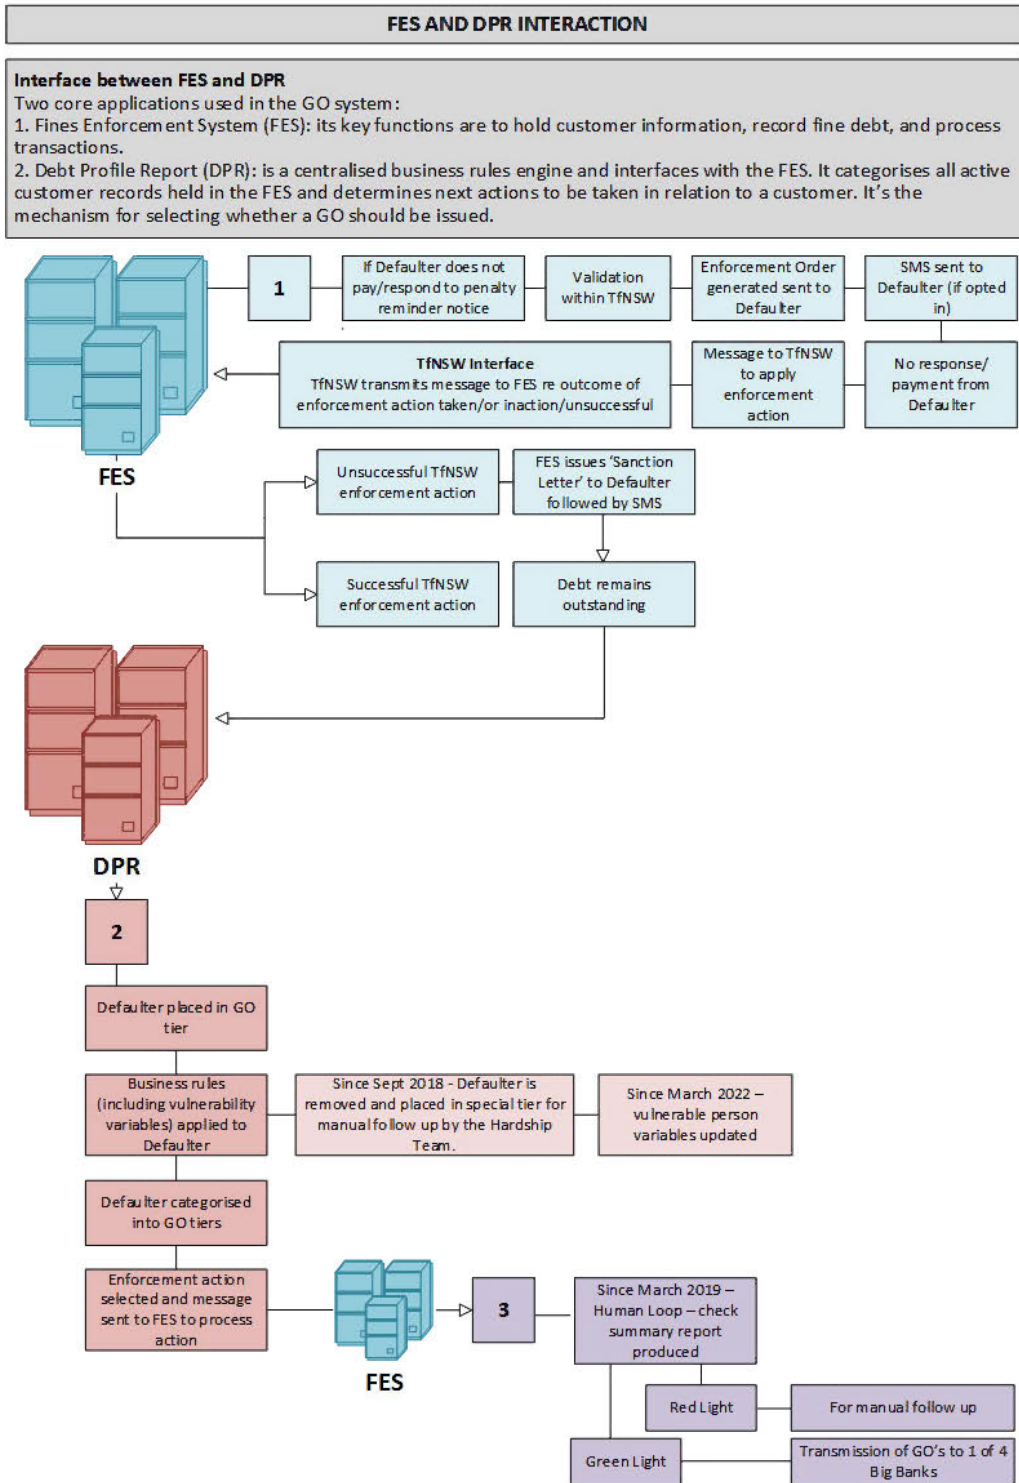 FES AND DPR INTERACTION
Interface between FES and DPR
Two core applications used in the GO system:
1. Fines Enforcement System (FES): its key functions are to hold customer information, record fine debt, and process
transactions.
2. Debt Profile Report (DPR): is a centralised business rules engine and interfaces with the FES. It categorises all active
customer records held in the FES and determines next actions to be taken in relation to a customer. It's the
mechanism for selecting whether a GO should be issued.
1
If Defaulter does not
pay/respond to penalty
reminder notice
Validation
within TfNSW
Enforcement Order
generated sent to
Defaulter
SMS sent to
Defaulter (if opted
in)
TfNSW Interface
TfNSW transmits message to FES re outcome of
enforcement action taken/or inaction/unsuccessful
Message to TfNSW
to apply
enforcement
action
No response/
payment from
Defaulter
FES
Unsuccessful TfNSW
enforcement action
FES issues 'Sanction
Letter' to Defaulter
followed by SMS
Successful TfNSW
enforcement action
Debt remains
outstanding
DPR
2
Defaulter placed in GO
tier
Business rules
(including vulnerability
variables) applied to
Defaulter
Since Sept 2018 - Defaulter is
removed and placed in special tier for
manual follow up by the Hardship
Team.
Since March 2022 –
vulnerable person
variables updated
Defaulter categorised
into GO tiers
Enforcement action
selected and message
sent to FES to process
action
FES
3
Since March 2019 –
Human Loop – check
summary report
produced
Red Light
For manual follow up
Green Light
Transmission of GO's to 1 of 4
Big Banks